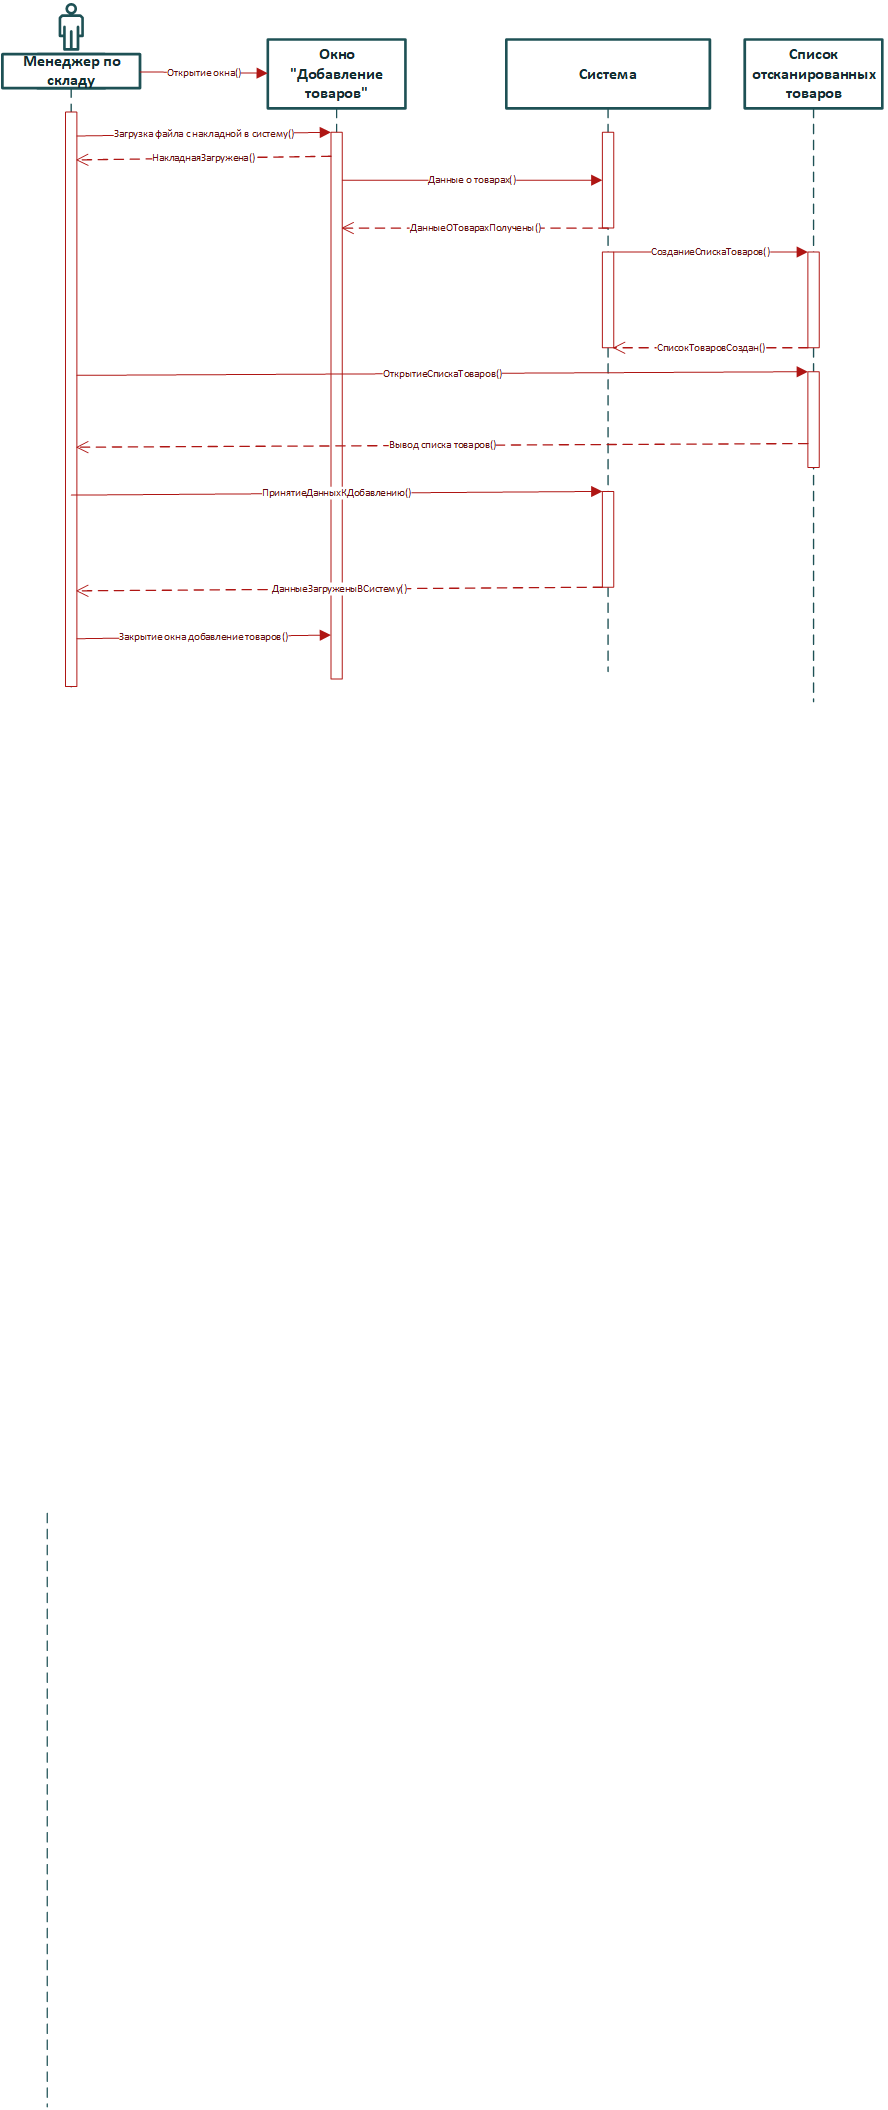 Менеджер по
складу
Открытие окна()
Окно
"Добавление
товаров"
Система
Список
отсканированных
товаров
Загрузка файла с накладной в систему()
НакладнаяЗагружена()
Данные о товарах()
ДанныеОТоварахПолучены()
СозданиеСпискаТоваров()
СписокТоваровСоздан()
ОткрытиеСпискаТоваров()
Вывод списка товаров()
ПринятиеДанныхКДобавлению()
ДанныеЗагруженыВСистему()
Закрытие окна добавление товаров()